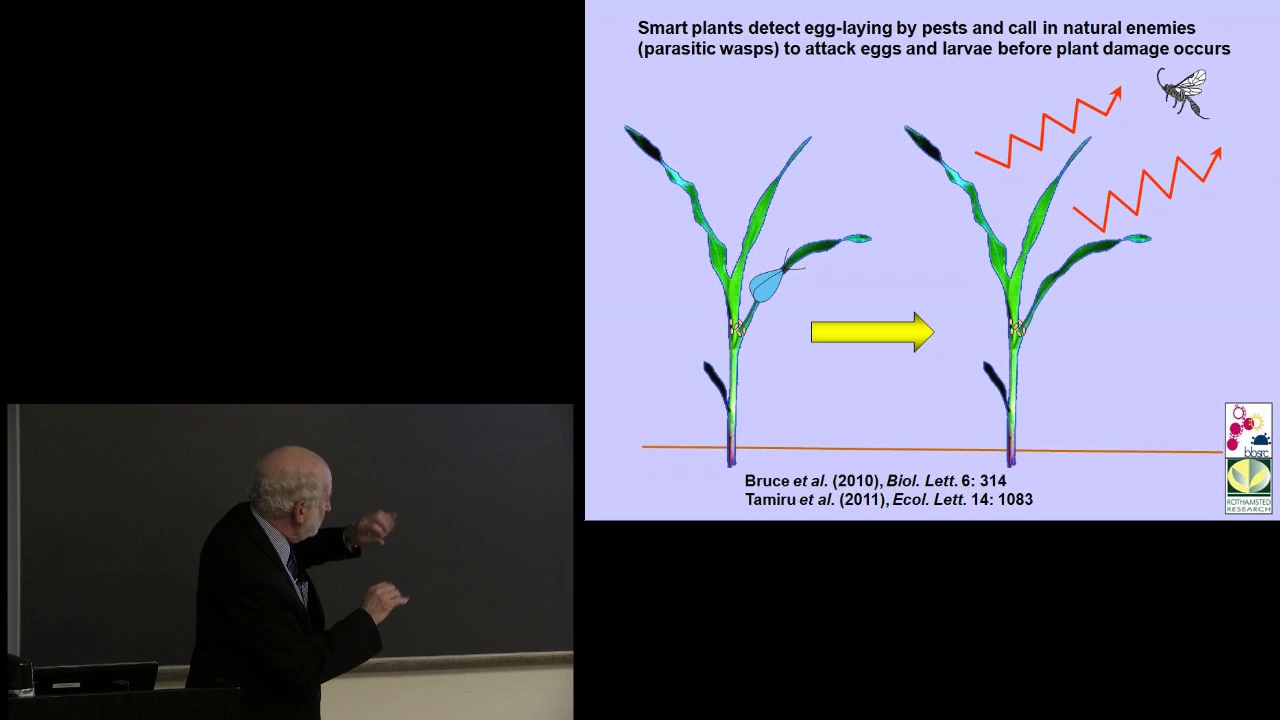 Smart plants detect egg-laying by pests and call in natural enemies
(parasitic wasps) to attack eggs and larvae before plant damage occurs
Bruce et al. (2010), Biol. Lett. 6: 314
Tamiru et al. (2011), Ecol. Lett. 14: 1083
bbsrc
ROTHAMSTED
RESEARCH